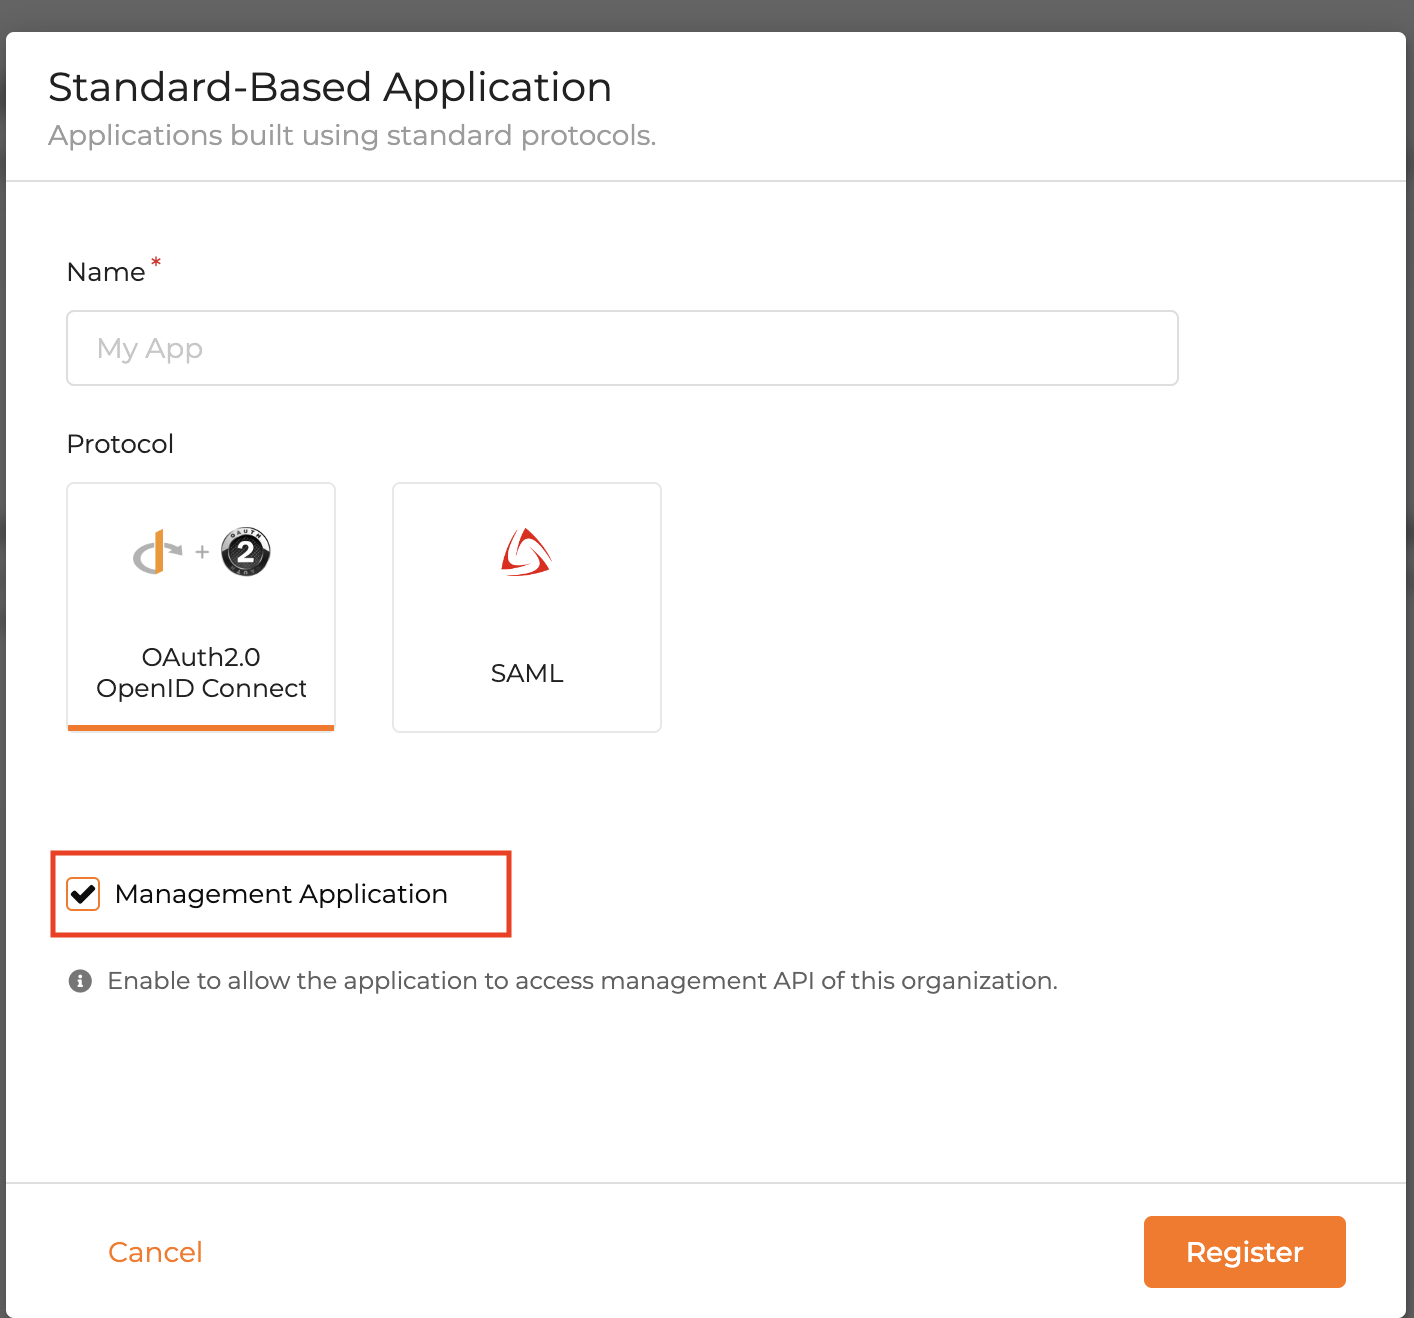 Standard-Based Application
Applications built using standard protocols.
Name *
My App
Protocol
+ OAUTH 2
OAuth2.0
OpenID Connect
SAML
Management Application
Enable to allow the application to access management API of this organization.
Cancel
Register